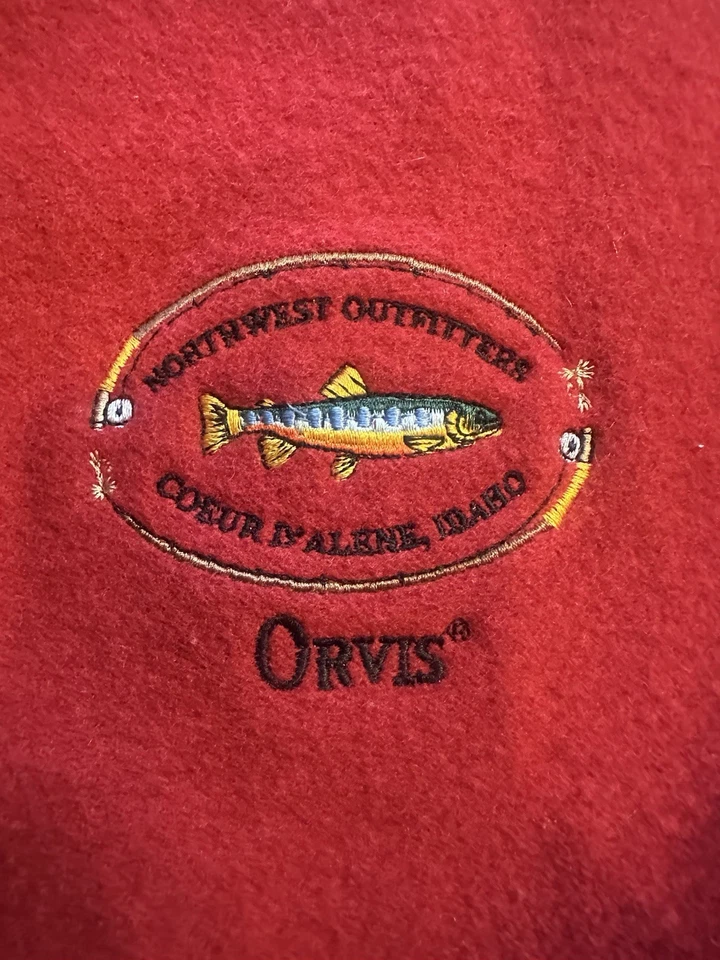 NORTHWEST OUTFITTERS
COEUR D'ALENE, IDAHO
ORVIS®